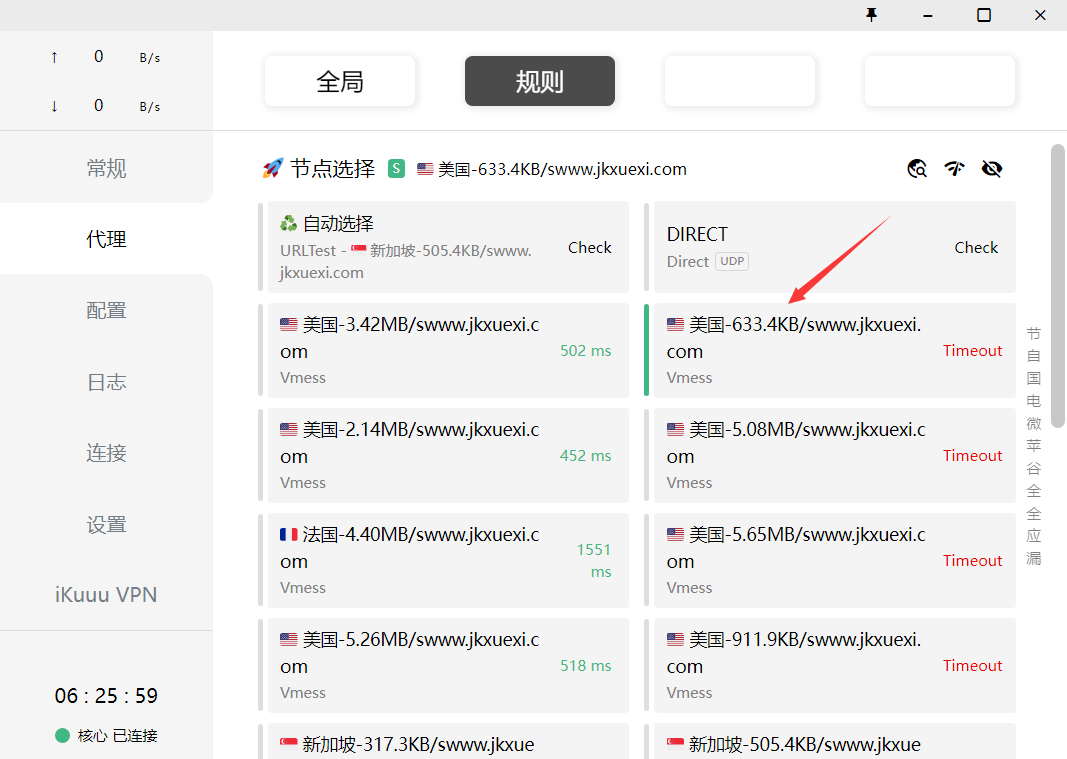 ↑ 0 B/s
↓ 0 B/s
常规
代理
配置
日志
连接
设置
iKuuu VPN
06 : 25 : 59
核心 已连接
全局
规则
节点选择 S 美国-633.4KB/swww.jkxuexi.com
自动选择
URLTest - 新加坡-505.4KB/swww.
jkxuexi.com
Check
DIRECT
Direct UDP
Check
美国-3.42MB/swww.jkxuexi.c
om
Vmess
502 ms
美国-633.4KB/swww.jkxuexi.
com
Vmess
Timeout
美国-2.14MB/swww.jkxuexi.c
om
Vmess
452 ms
美国-5.08MB/swww.jkxuexi.c
om
Vmess
Timeout
法国-4.40MB/swww.jkxuexi.c
om
Vmess
1551
ms
美国-5.65MB/swww.jkxuexi.c
om
Vmess
Timeout
美国-5.26MB/swww.jkxuexi.c
om
Vmess
518 ms
美国-911.9KB/swww.jkxuexi.
com
Vmess
Timeout
新加坡-317.3KB/swww.jkxue
新加坡-505.4KB/swww.jkxue
节
自
国
电
微
苹
谷
全
全
应
漏